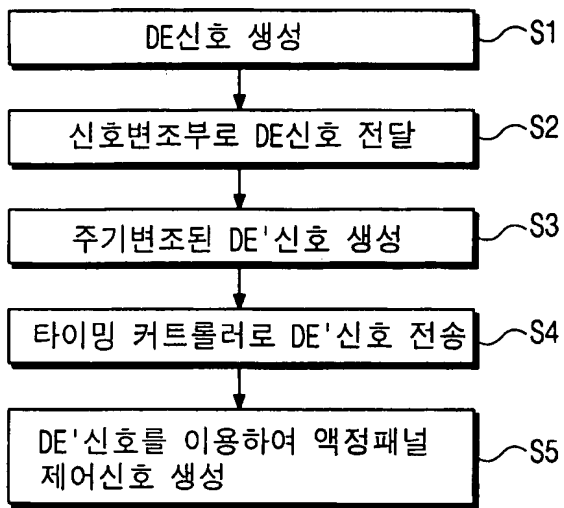 DE신호 생성 S1
신호변조부로 DE신호 전달 S2
주기변조된 DE'신호 생성 S3
타이밍 커트롤러로 DE'신호 전송 S4
DE'신호를 이용하여 액정패널 S5
제어신호 생성